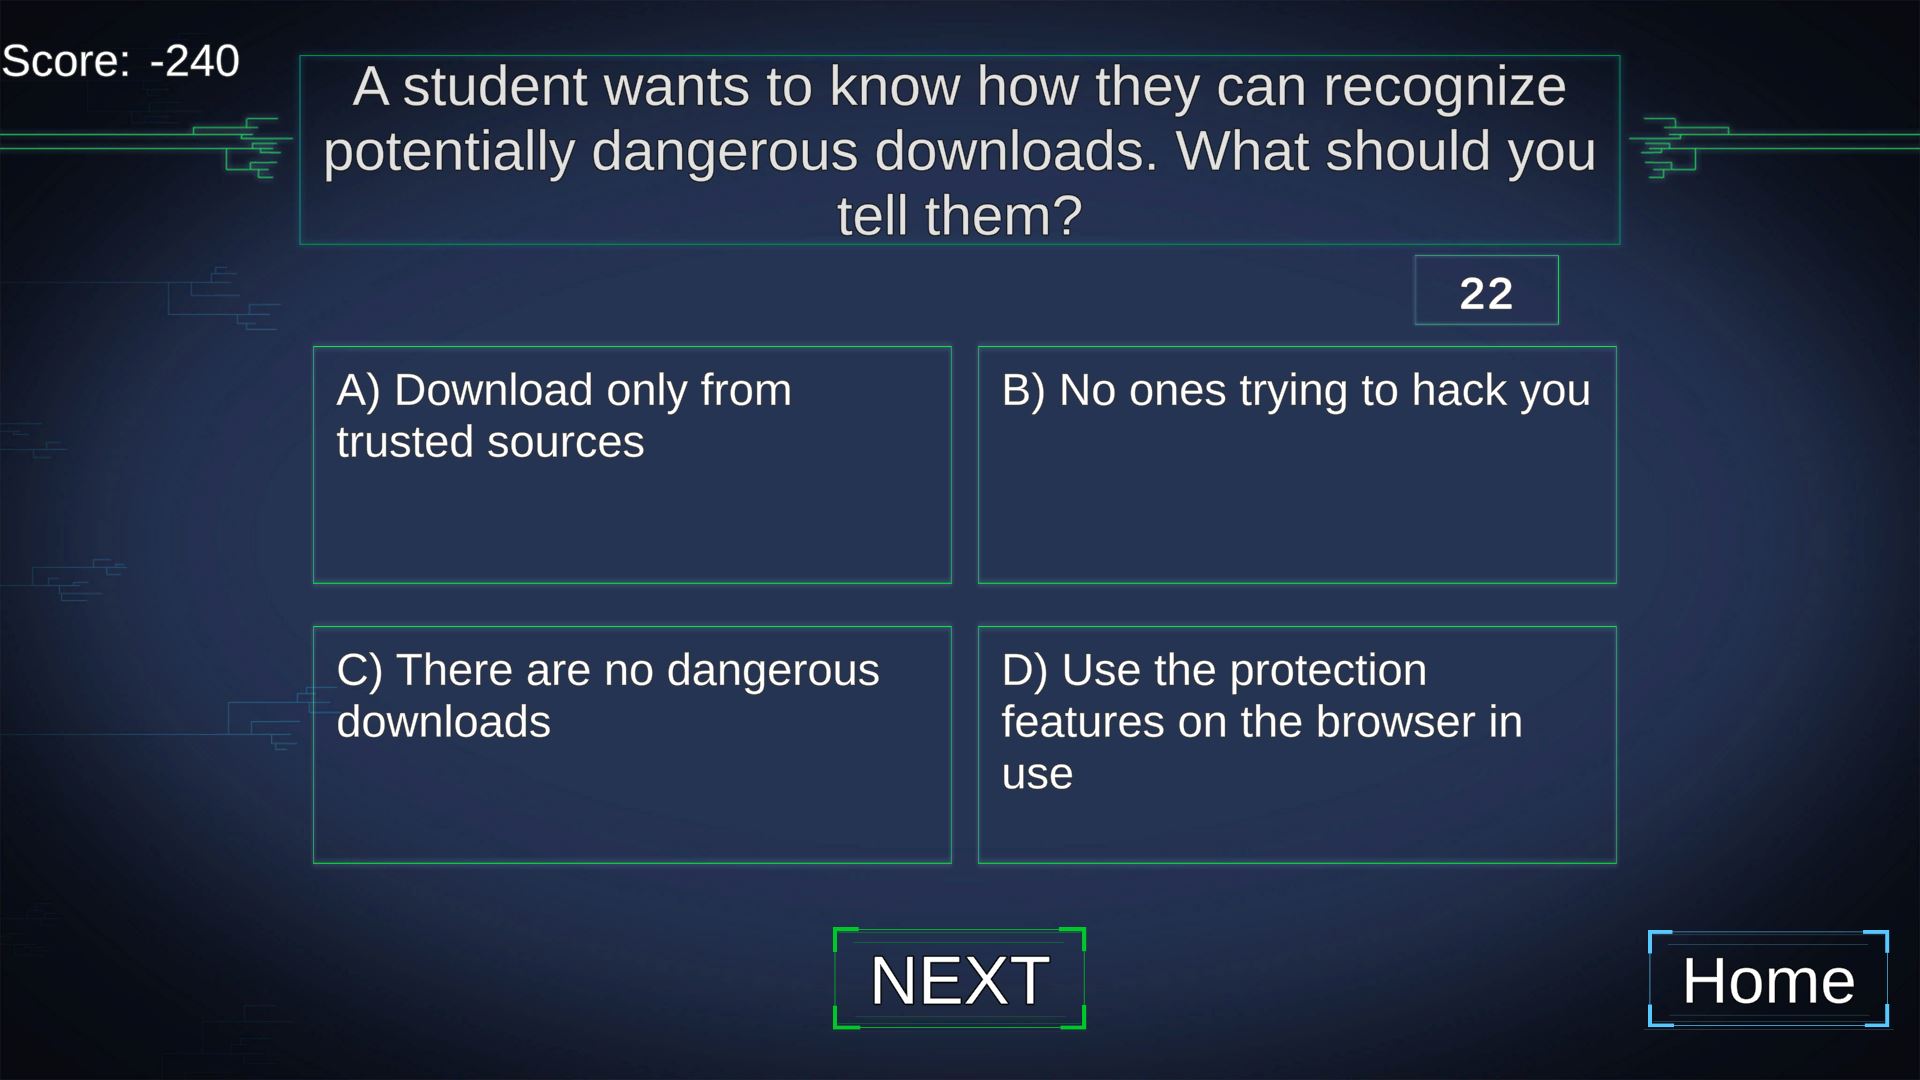 Score: -240
A student wants to know how they can recognize
potentially dangerous downloads. What should you
tell them?
22
A) Download only from
trusted sources
B) No ones trying to hack you
C) There are no dangerous
downloads
D) Use the protection
features on the browser in
use
NEXT
Home